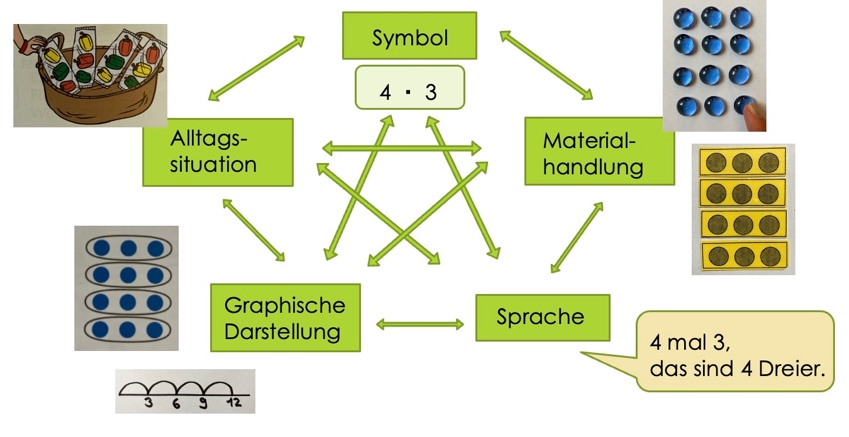 Symbol
4 · 3
Alltags-
situation
Material-
handlung
Graphische
Darstellung
Sprache
4 mal 3,
das sind 4 Dreier.
3 6 9 12